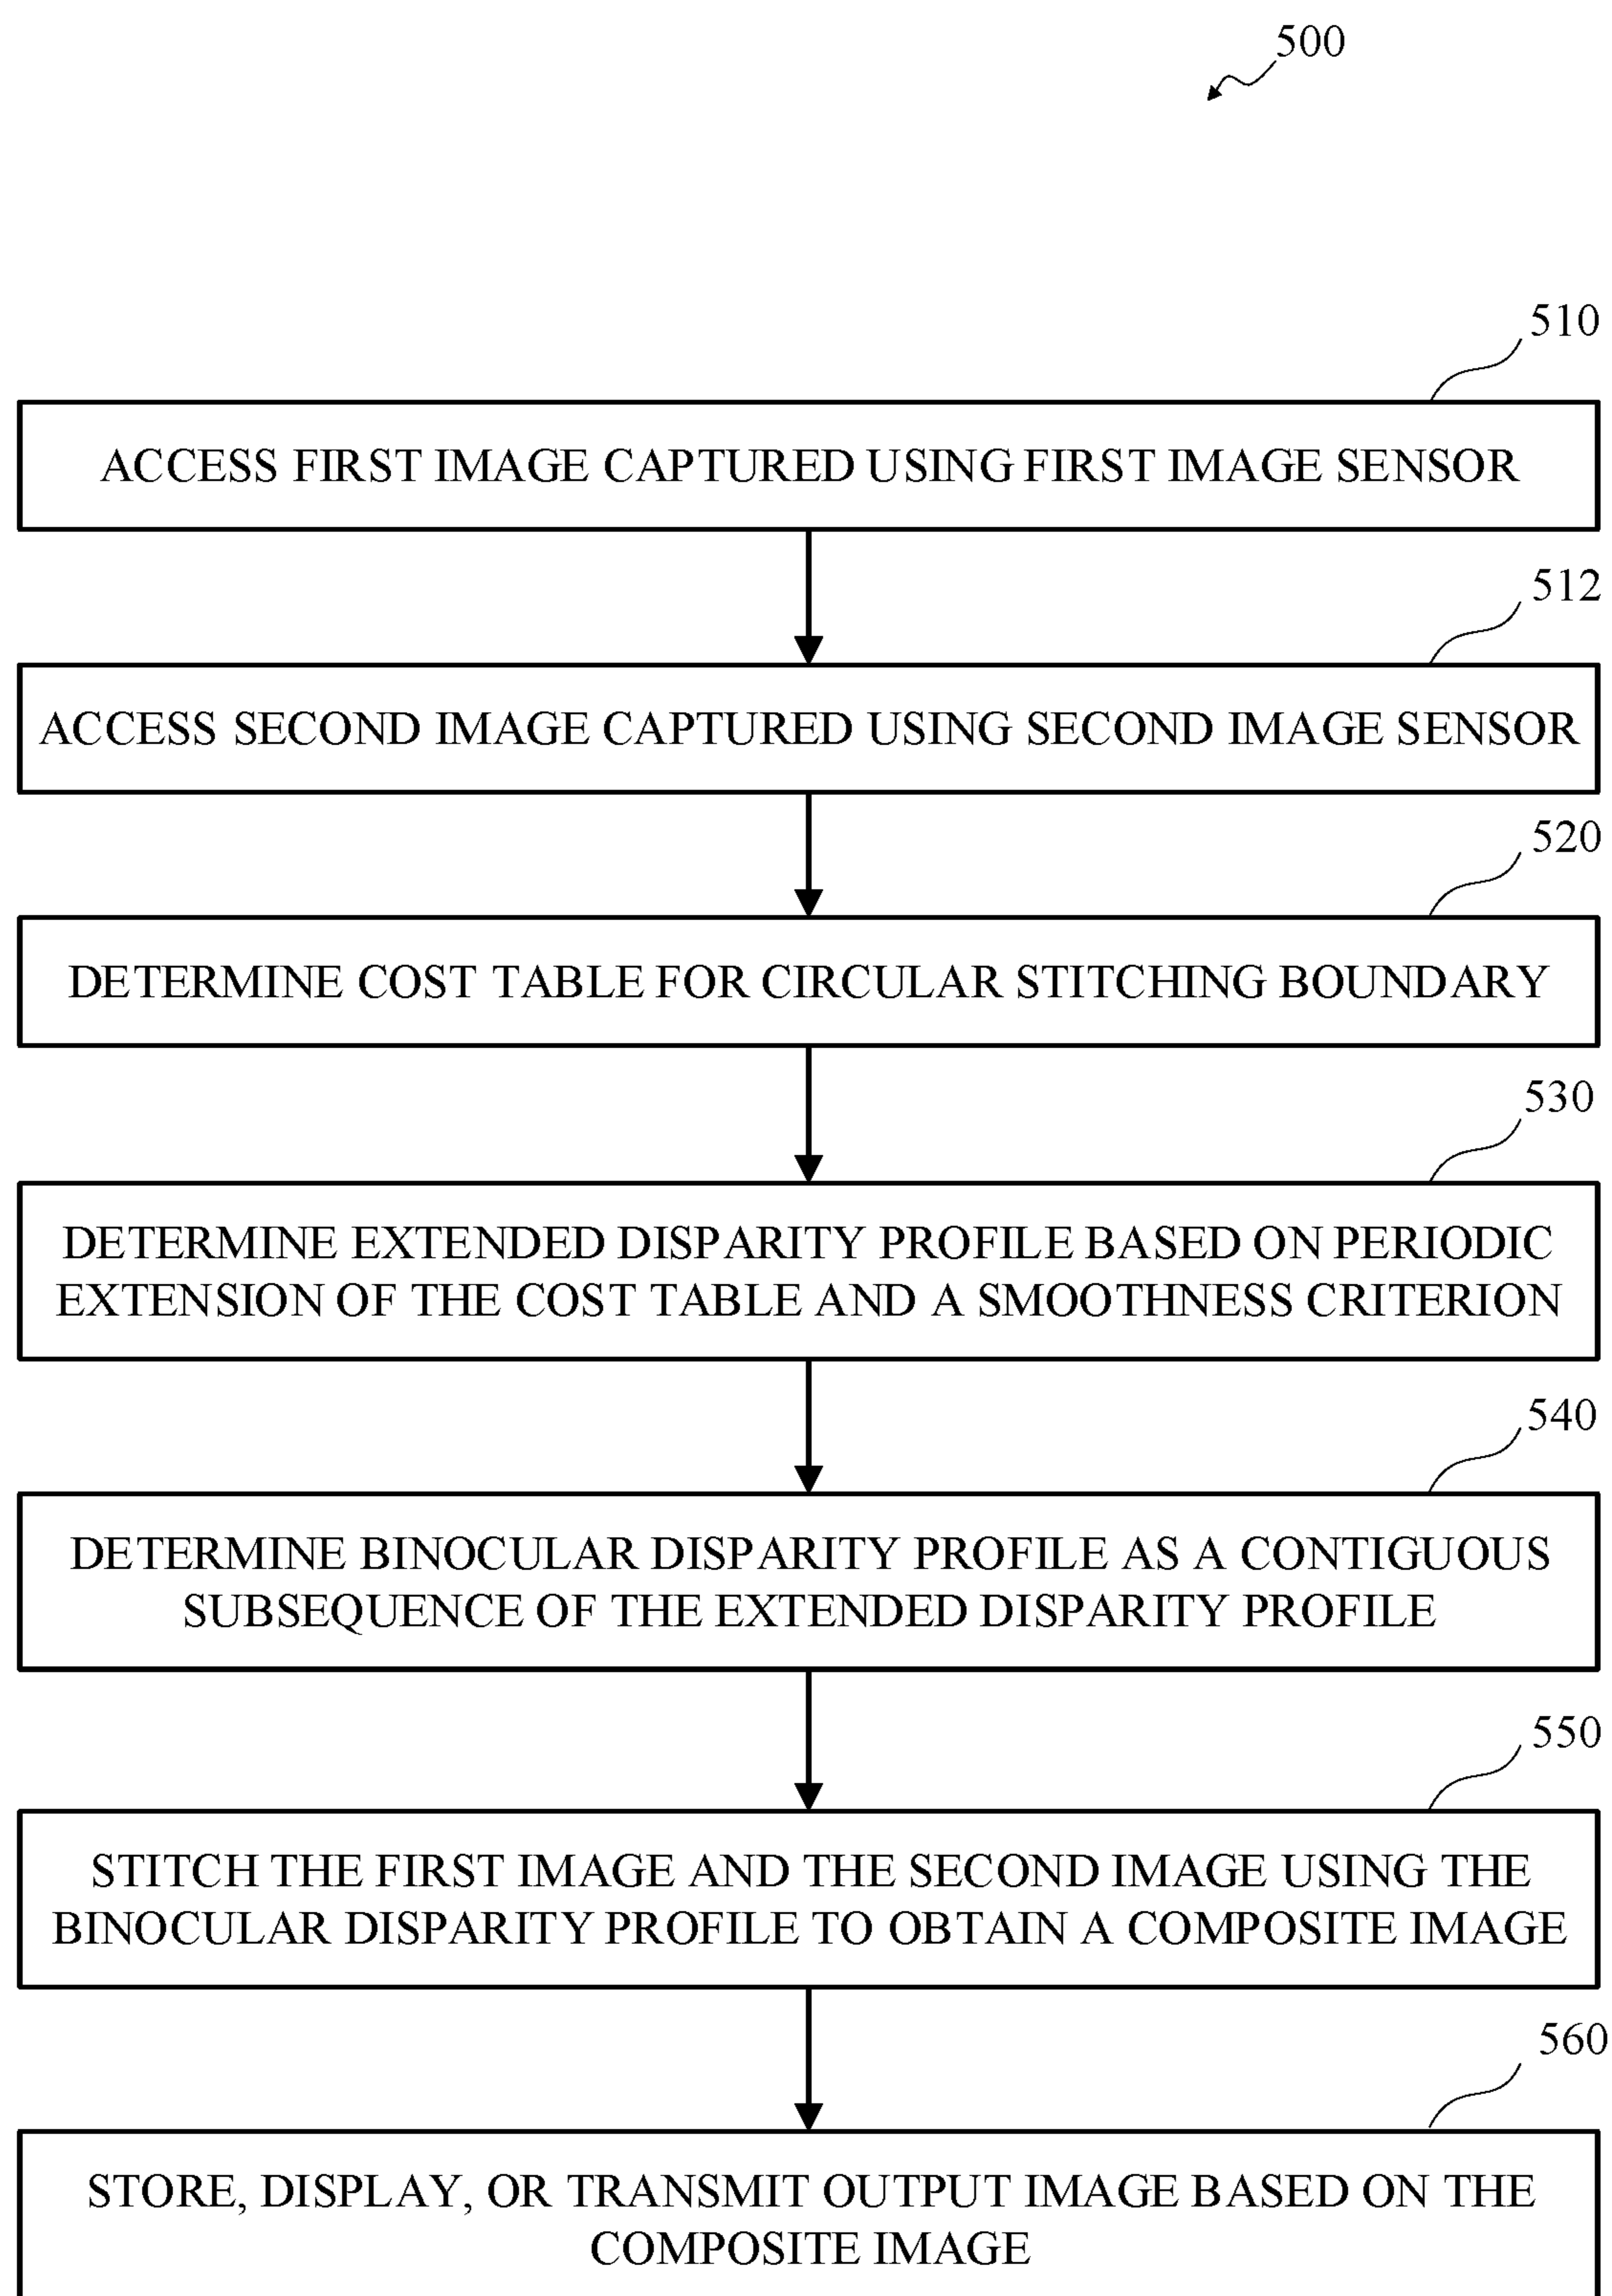 500
510
ACCESS FIRST IMAGE CAPTURED USING FIRST IMAGE SENSOR
512
ACCESS SECOND IMAGE CAPTURED USING SECOND IMAGE SENSOR
520
DETERMINE COST TABLE FOR CIRCULAR STITCHING BOUNDARY
530
DETERMINE EXTENDED DISPARITY PROFILE BASED ON PERIODIC
EXTENSION OF THE COST TABLE AND A SMOOTHNESS CRITERION
540
DETERMINE BINOCULAR DISPARITY PROFILE AS A CONTIGUOUS
SUBSEQUENCE OF THE EXTENDED DISPARITY PROFILE
550
STITCH THE FIRST IMAGE AND THE SECOND IMAGE USING THE
BINOCULAR DISPARITY PROFILE TO OBTAIN A COMPOSITE IMAGE
560
STORE, DISPLAY, OR TRANSMIT OUTPUT IMAGE BASED ON THE
COMPOSITE IMAGE